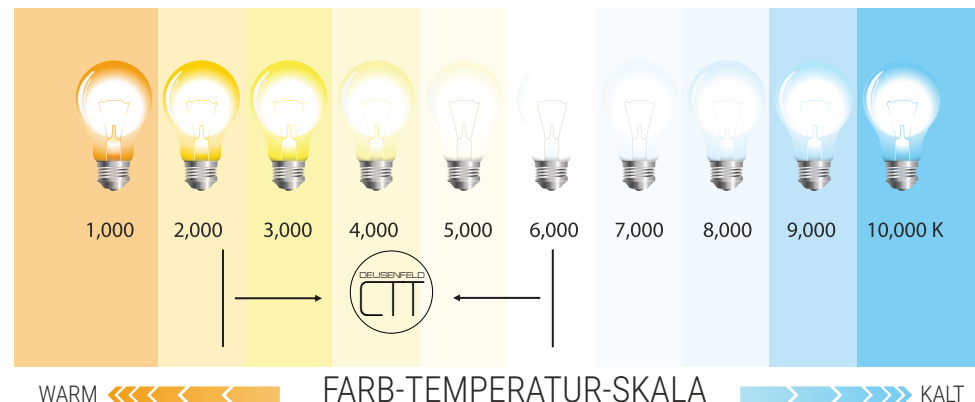 1,000 2,000 3,000 4,000 5,000 6,000 7,000 8,000 9,000 10,000 K
DEUSENFELD
CTT
WARM FARB-TEMPERATUR-SKALA KALT